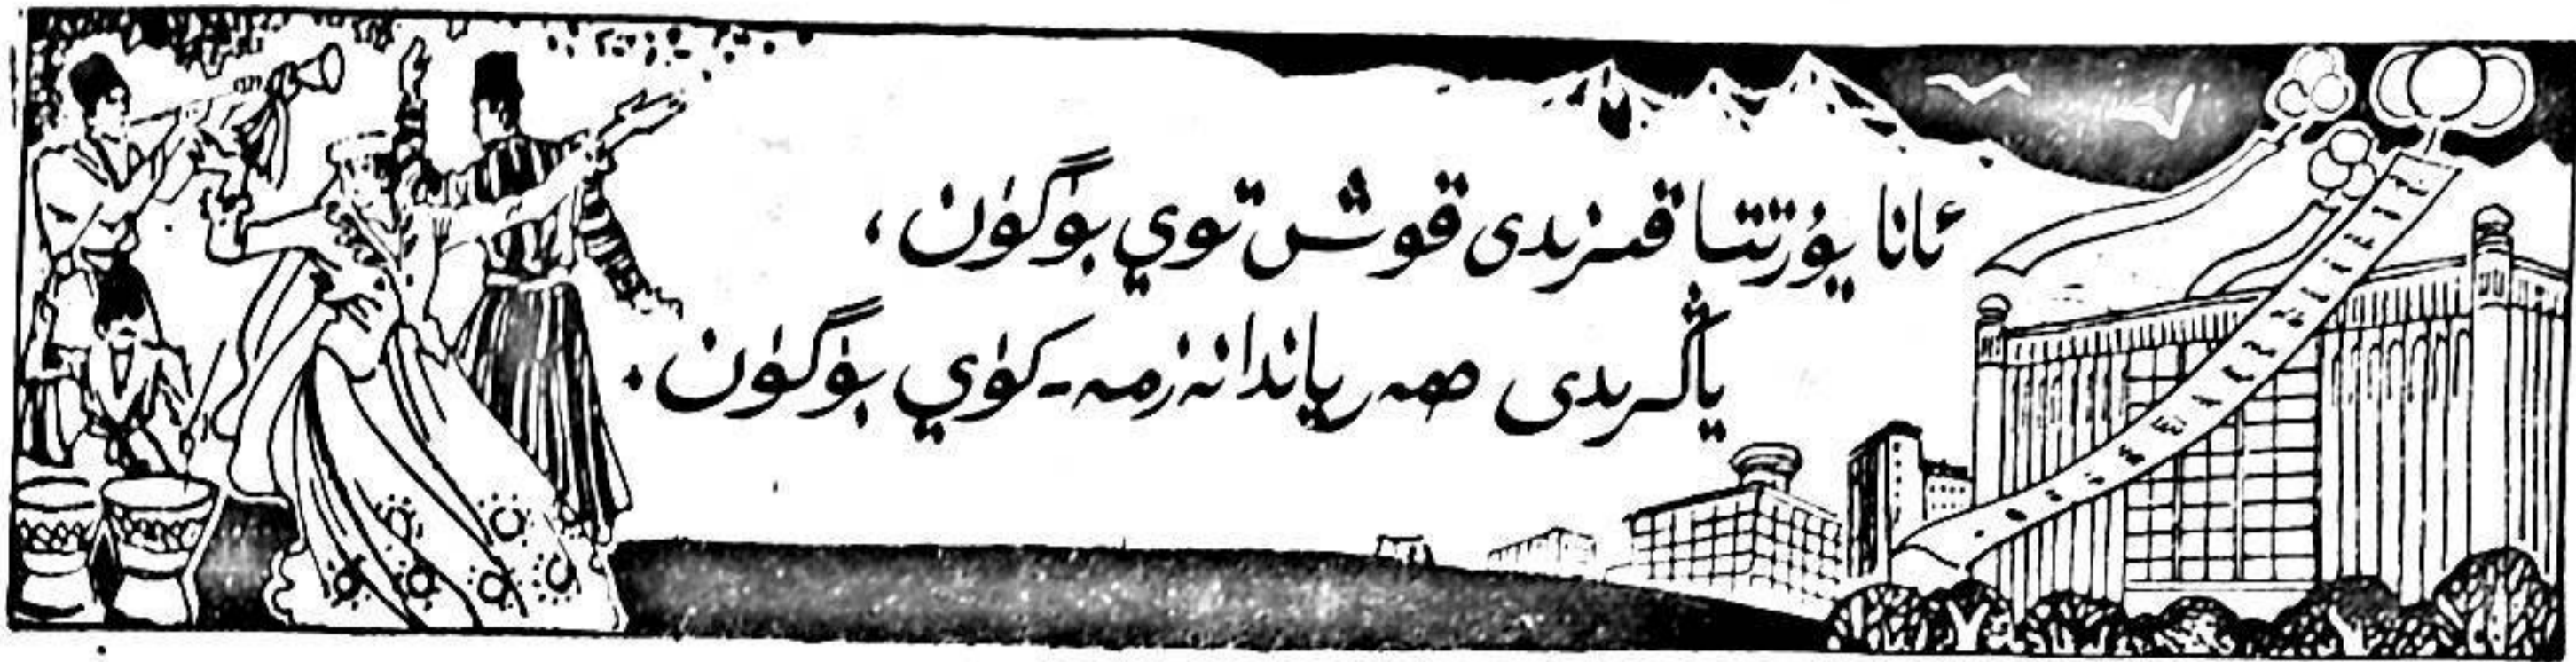 ئانا يۇرتتا قىزىدى قوش توي بۈگۈن،
ياڭرىدى ھەر ياندا نەزمە-كۈي بۈگۈن.